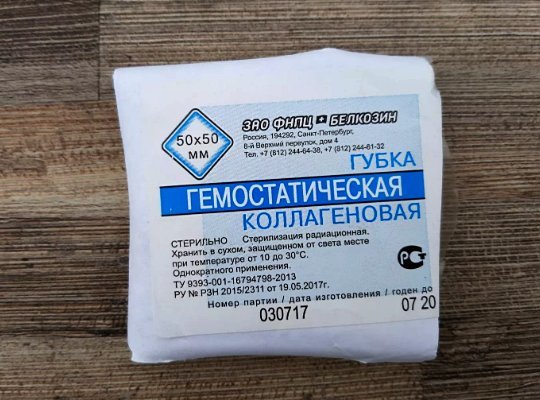 50x50
мм
ЗАО ФНПЦ + БЕЛКОЗИН
Россия, 194292, Санкт-Петербург,
6-й Верхний переулок, дом 4
Тел. +7 (812) 244-64-38, +7 (812) 244-61-32
ГУБКА
ГЕМОСТАТИЧЕСКАЯ
КОЛЛАГЕНОВАЯ
СТЕРИЛЬНО Стерилизация радиационная.
Хранить в сухом, защищенном от света месте
при температуре от 10 до 30°С.
Однократного применения.
ТУ 9393-001-16794798-2013
РУ № РЗН 2015/2311 от 19.05.2017г.
Номер партии / дата изготовления / годен до
030717 07 20